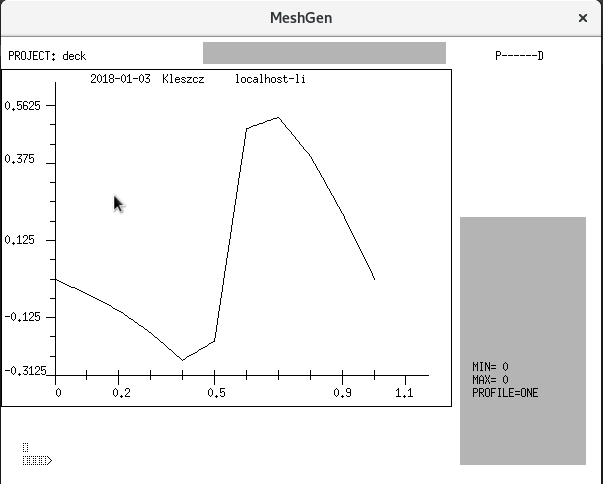 MeshGen
PROJECT: deck
P------D
2018-01-03 Kleszcz localhost-li
0.5625
0.375
0.125
-0.125
-0.3125
0 0.2 0.5 0.9 1.1
MIN= 0
MAX= 0
PROFILE=ONE